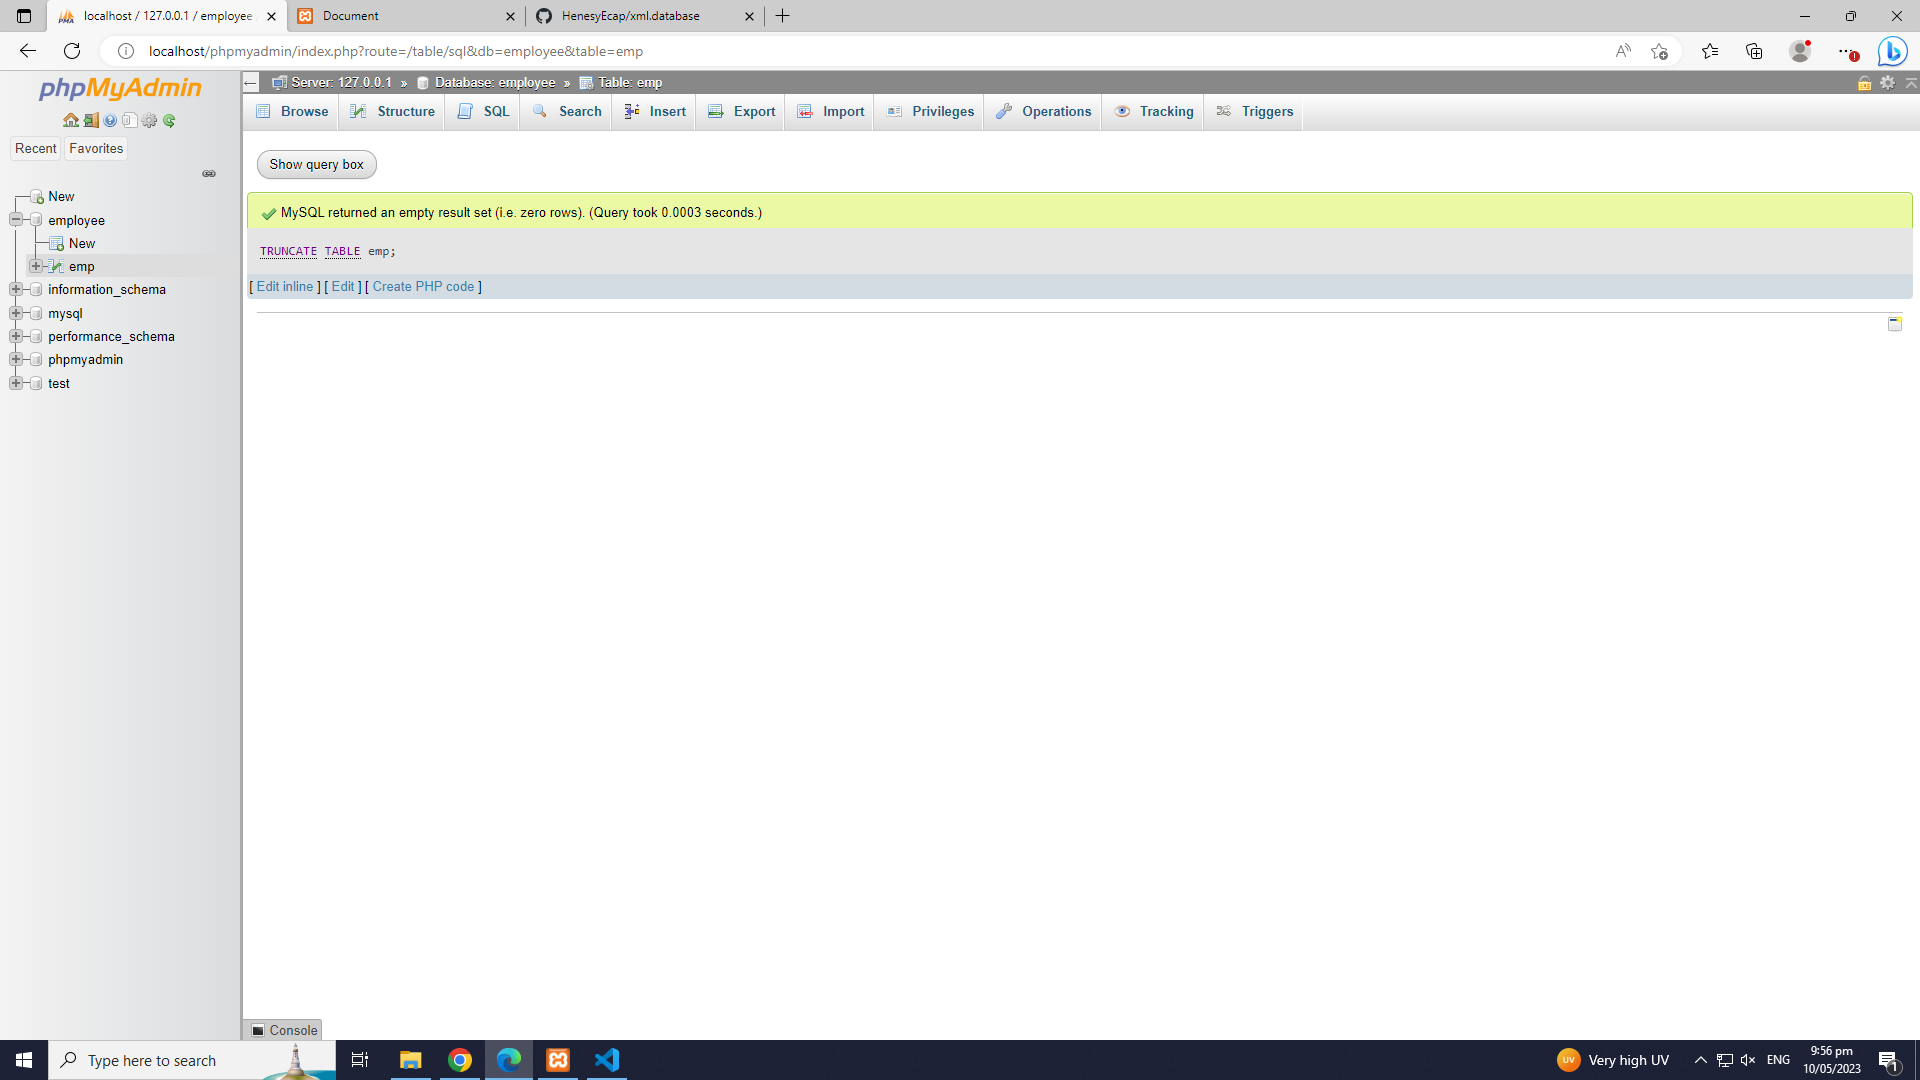 localhost / 127.0.0.1 / employee
Document
HenesyEcap/xml.database
localhost/phpmyadmin/index.php?route=/table/sql&db=employee&table=emp
phpMyAdmin
Server: 127.0.0.1 » Database: employee » Table: emp
Browse
Structure
SQL
Search
Insert
Export
Import
Privileges
Operations
Tracking
Triggers
Recent
Favorites
New
employee
New
emp
information_schema
mysql
performance_schema
phpmyadmin
test
Show query box
MySQL returned an empty result set (i.e. zero rows). (Query took 0.0003 seconds.)
TRUNCATE TABLE emp;
[ Edit inline ] [ Edit ] [ Create PHP code ]
Console
Type here to search
UV
Very high UV
ENG
9:56 pm
10/05/2023
1